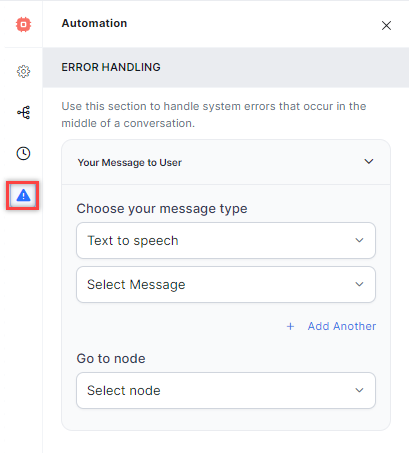 Automation
ERROR HANDLING
Use this section to handle system errors that occur in the
middle of a conversation.
Your Message to User
Choose your message type
Text to speech
Select Message
+ Add Another
Go to node
Select node